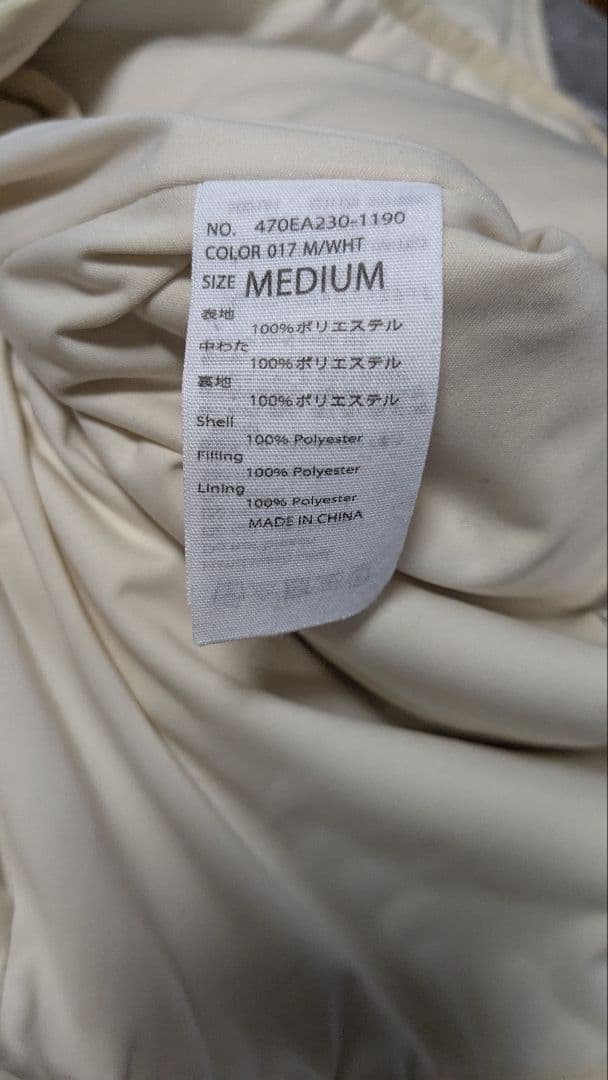 NO. 470EA230-1190
COLOR 017 M/WHT
SIZE MEDIUM
表地
100%ポリエステル
中わた
100%ポリエステル
裏地
100%ポリエステル
Shell
100% Polyester
Filling
100% Polyester
Lining
100% Polyester
MADE IN CHINA